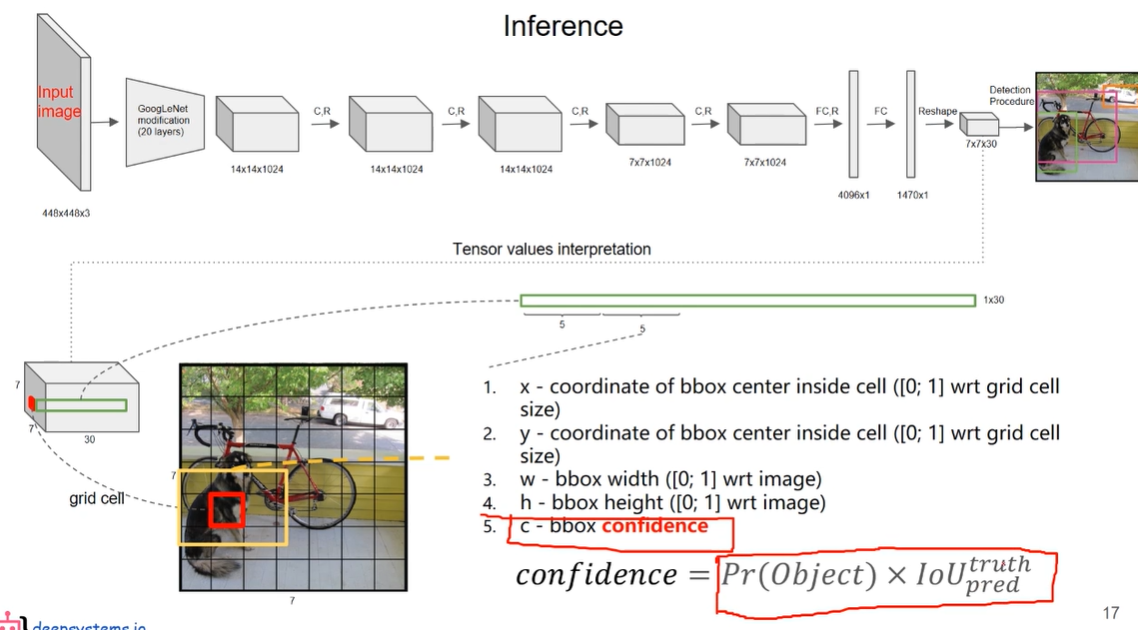 Inference
Input
image
GoogLeNet
modification
(20 layers)
C,R
C,R
C,R
C,R
FC,R
FC
Reshape
Detection
Procedure
14x14x1024
14x14x1024
14x14x1024
7x7x1024
7x7x1024
7x7x30
4096x1
1470x1
448x448x3
Tensor values interpretation
1x30
5
5
7
7
30
grid cell
7
7
1. x - coordinate of bbox center inside cell ([0; 1] wrt grid cell
size)
2. y - coordinate of bbox center inside cell ([0; 1] wrt grid cell
size)
3. w - bbox width ([0; 1] wrt image)
4. h - bbox height ([0; 1] wrt image)
5. c - bbox confidence
confidence = Pr(Object) × IoU^{truth}_{pred}
17
deepsystems.io